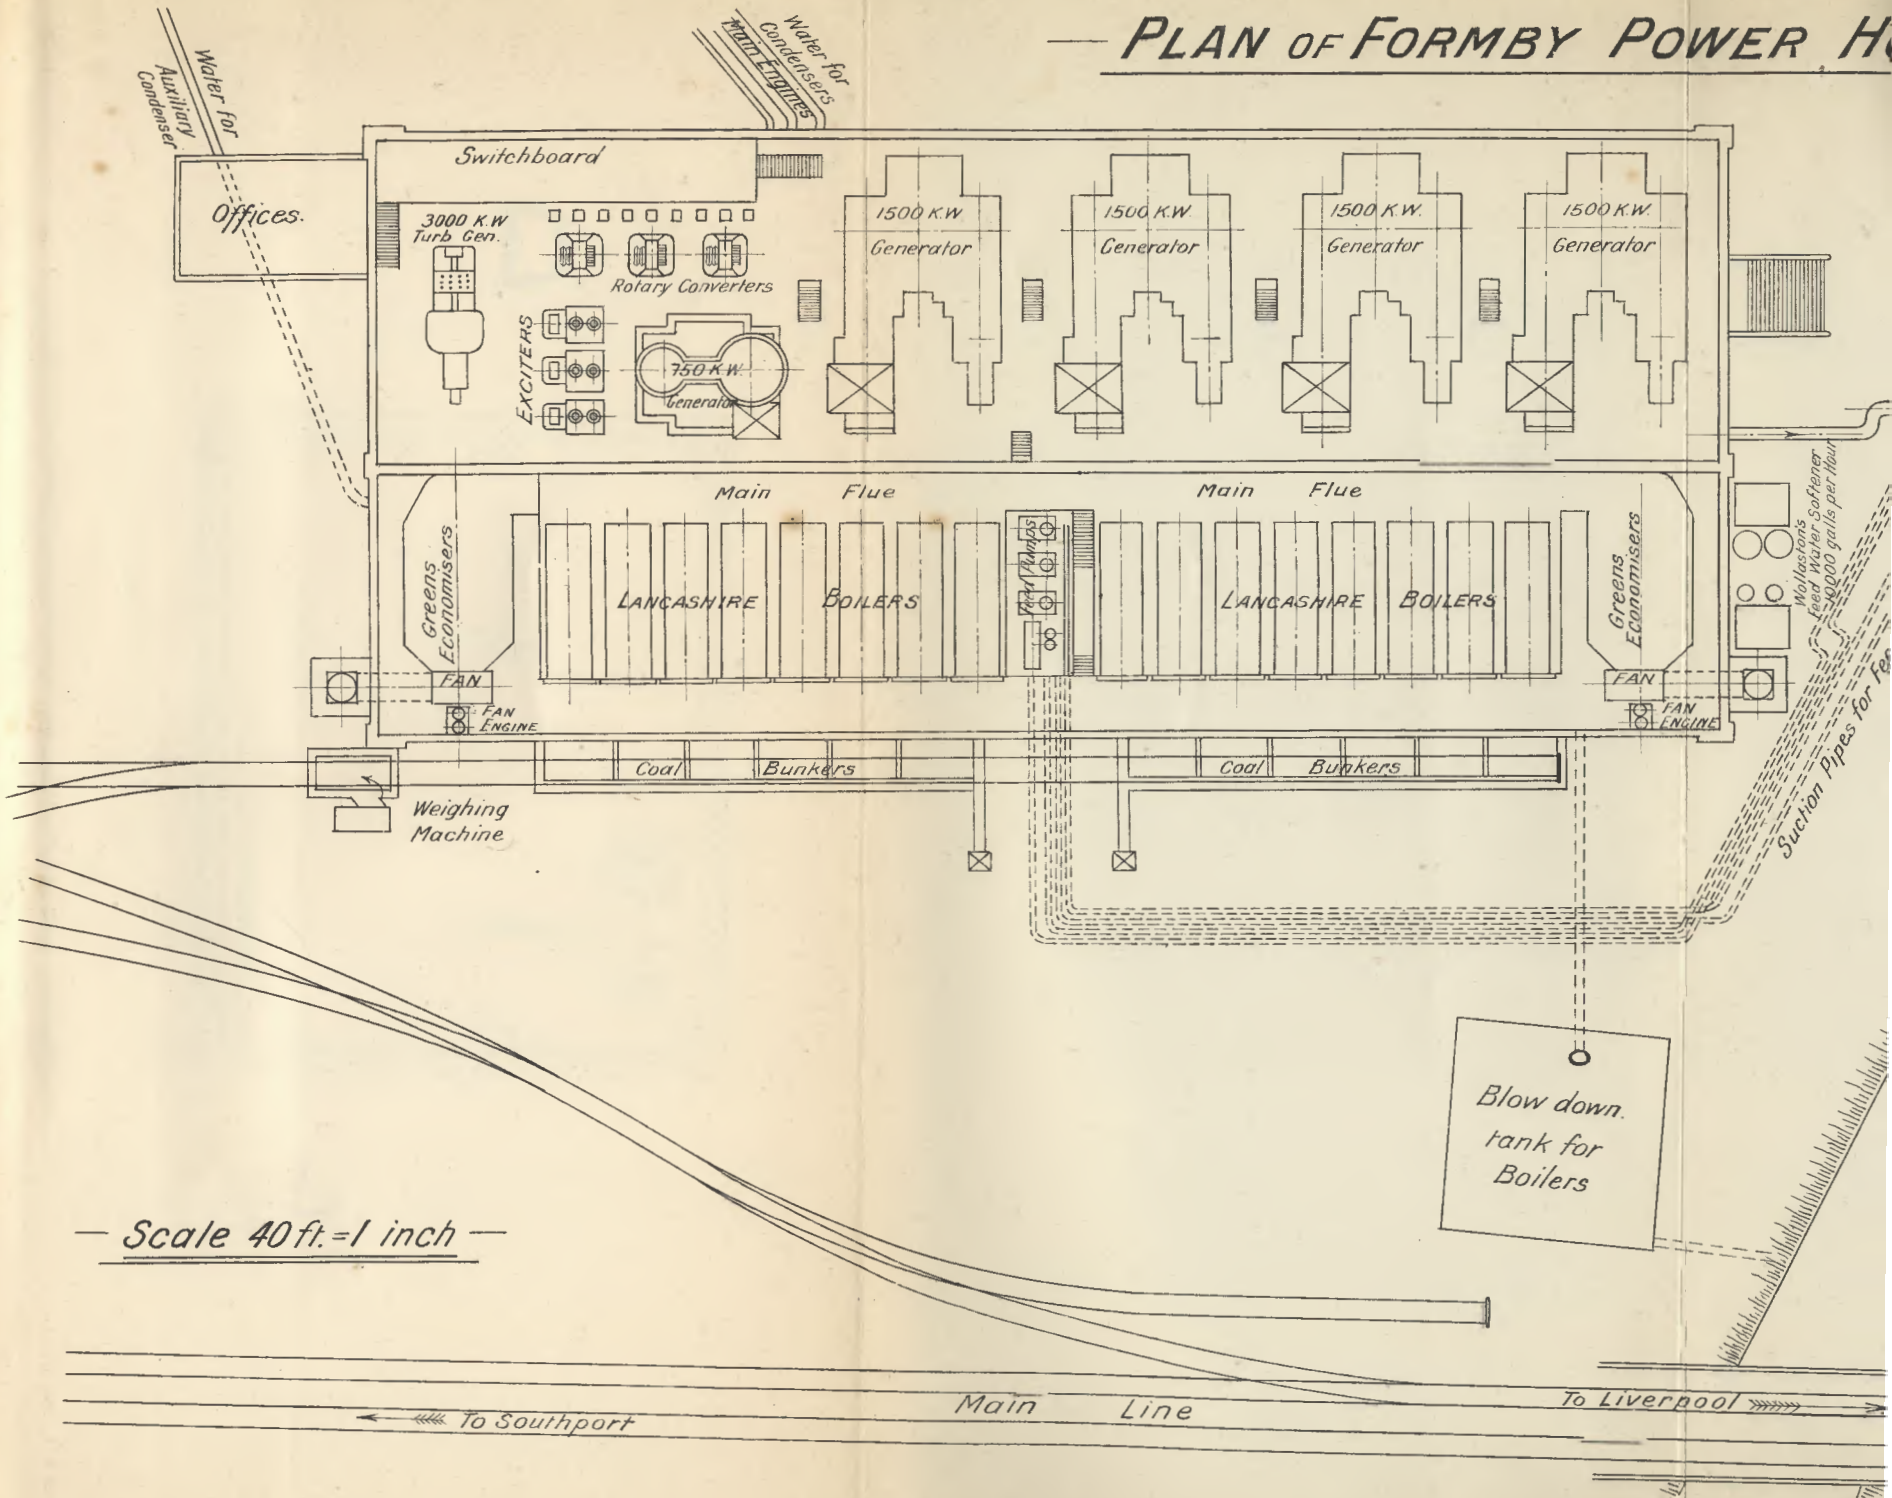 — PLAN OF FORMBY POWER
Water for
Auxiliary
Condenser
Water for
Condensers
Main Engines
Offices.
Switchboard
3000 K.W
Turb Gen.
Rotary Converters
EXCITERS
750 K.W
Generator
1500 K.W.
Generator
1500 K.W.
Generator
1500 K.W.
Generator
1500 K.W.
Generator
Main Flue
Main Flue
Greens
Economisers
LANCASHIRE BOILERS
Feed Pumps
LANCASHIRE BOILERS
Greens
Economisers
Wollaston's
Feed Water Softener
10000 galls per Hour
FAN
FAN
ENGINE
FAN
FAN
ENGINE
Coal Bunkers
Coal Bunkers
Weighing
Machine
Suction Pipes for
Blow down.
tank for
Boilers
— Scale 40 ft. = 1 inch —
Main Line
To Southport
To Liverpool